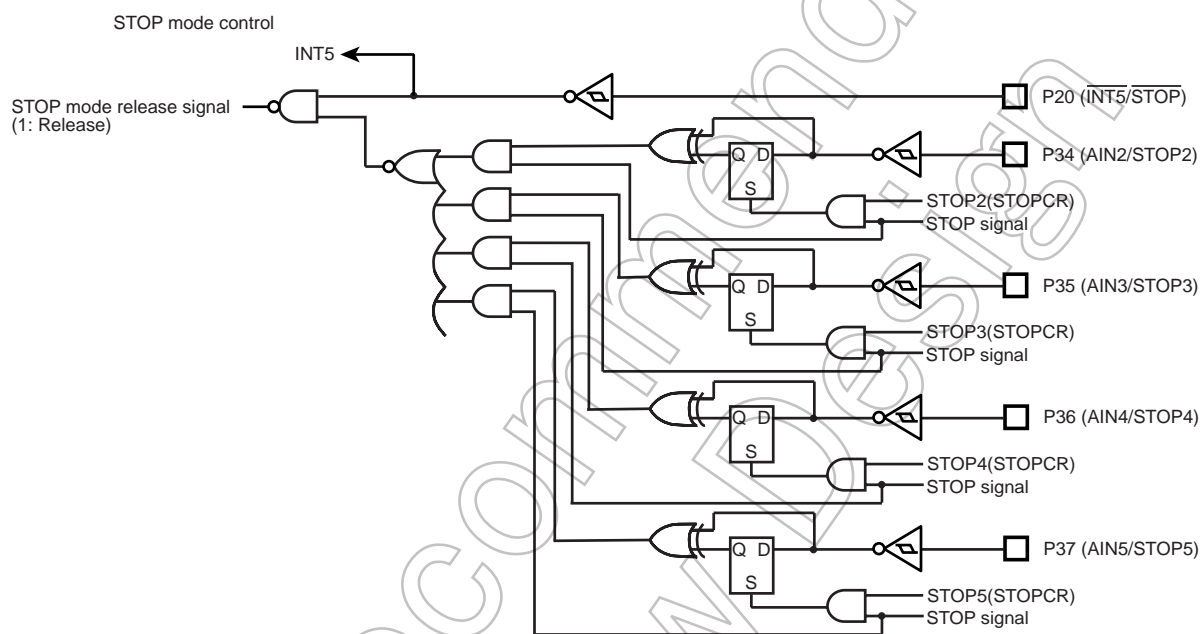 STOP mode control
INT5
STOP mode release signal
(1: Release)
P20 (INT5/STOP)
Q D
S
P34 (AIN2/STOP2)
STOP2(STOPCR)
STOP signal
Q D
S
P35 (AIN3/STOP3)
STOP3(STOPCR)
STOP signal
Q D
S
P36 (AIN4/STOP4)
STOP4(STOPCR)
STOP signal
Q D
S
P37 (AIN5/STOP5)
STOP5(STOPCR)
STOP signal
Design